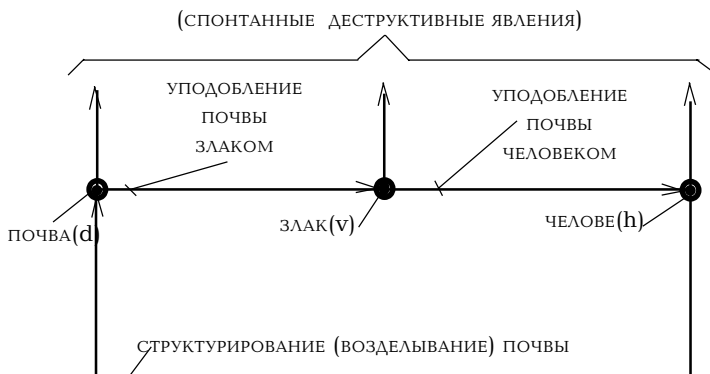 (СПОНТАННЫЕ ДЕСТРУКТИВНЫЕ ЯВЛЕНИЯ)
УПОДОБЛЕНИЕ
ПОЧВЫ
ЗЛАКОМ
УПОДОБЛЕНИЕ
ПОЧВЫ
ЧЕЛОВЕКОМ
ПОЧВА(d)
ЗЛАК(v)
ЧЕЛОВЕ(h)
СТРУКТУРИРОВАНИЕ (ВОЗДЕЛЫВАНИЕ) ПОЧВЫ